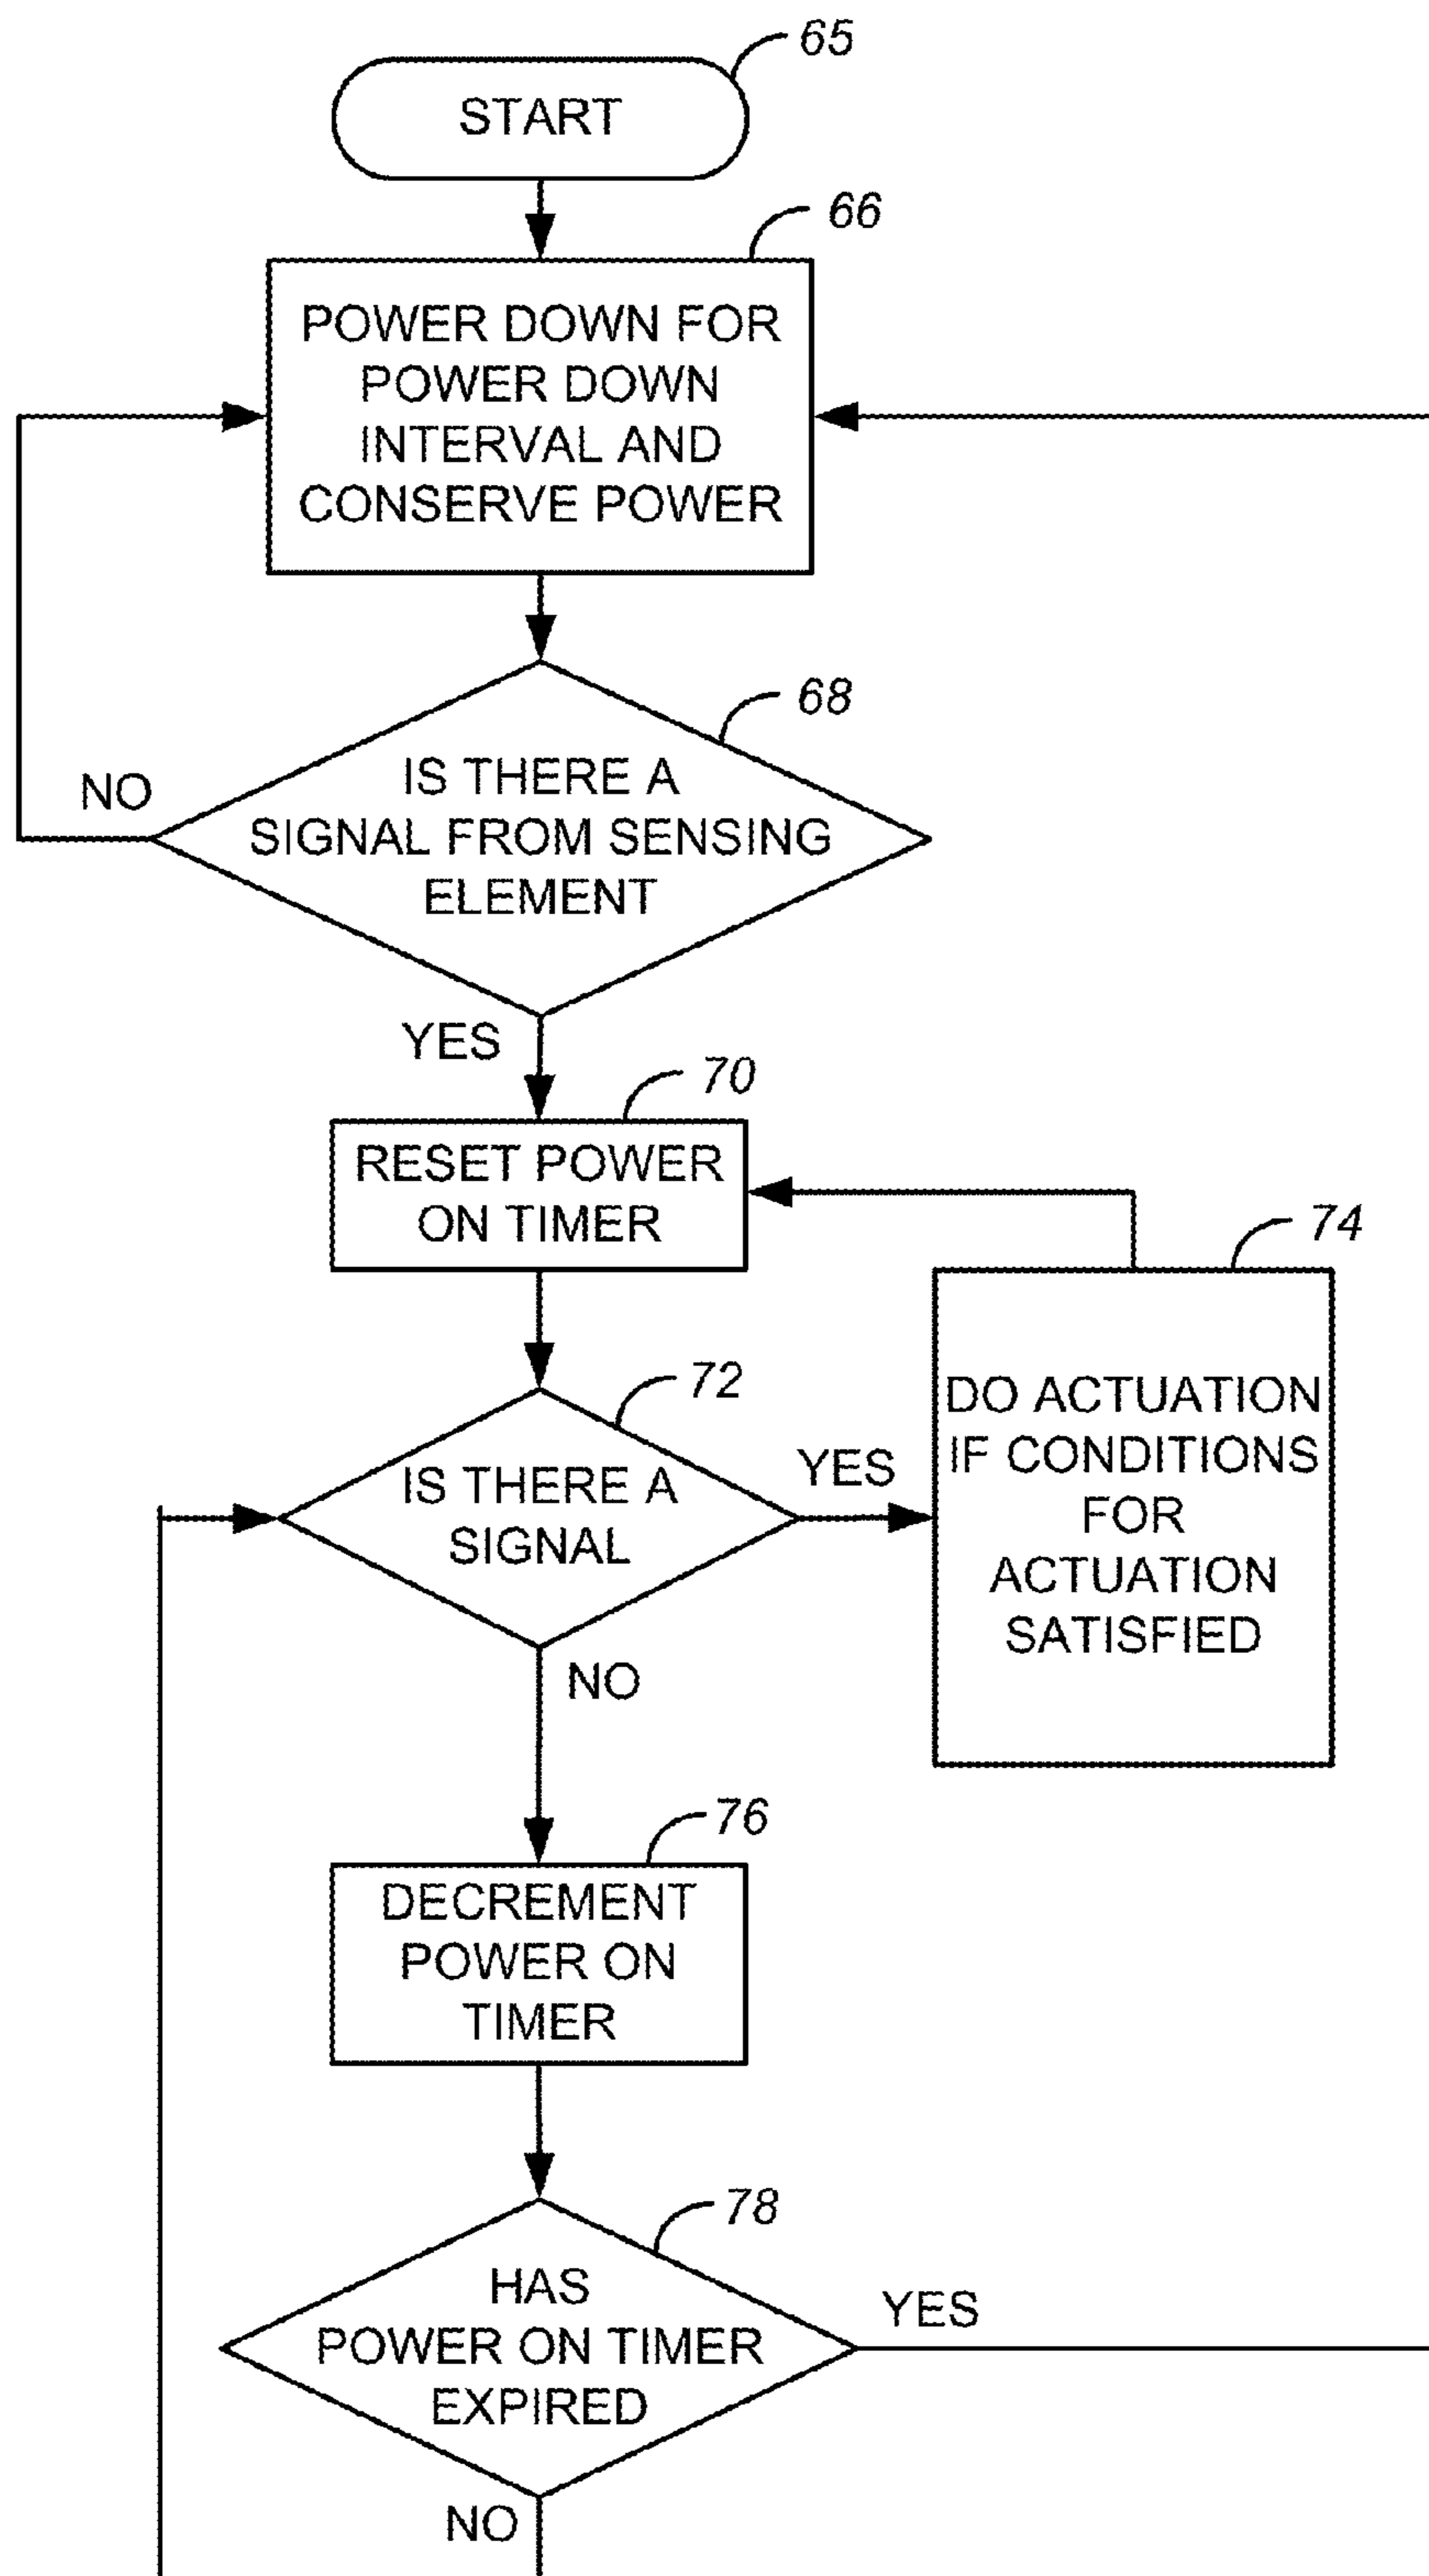 65
START
66
POWER DOWN FOR
POWER DOWN
INTERVAL AND
CONSERVE POWER
68
NO
IS THERE A
SIGNAL FROM SENSING
ELEMENT
YES
70
RESET POWER
ON TIMER
74
72
IS THERE A
SIGNAL
YES
DO ACTUATION
IF CONDITIONS
FOR
ACTUATION
SATISFIED
NO
76
DECREMENT
POWER ON
TIMER
78
HAS
POWER ON TIMER
EXPIRED
YES
NO